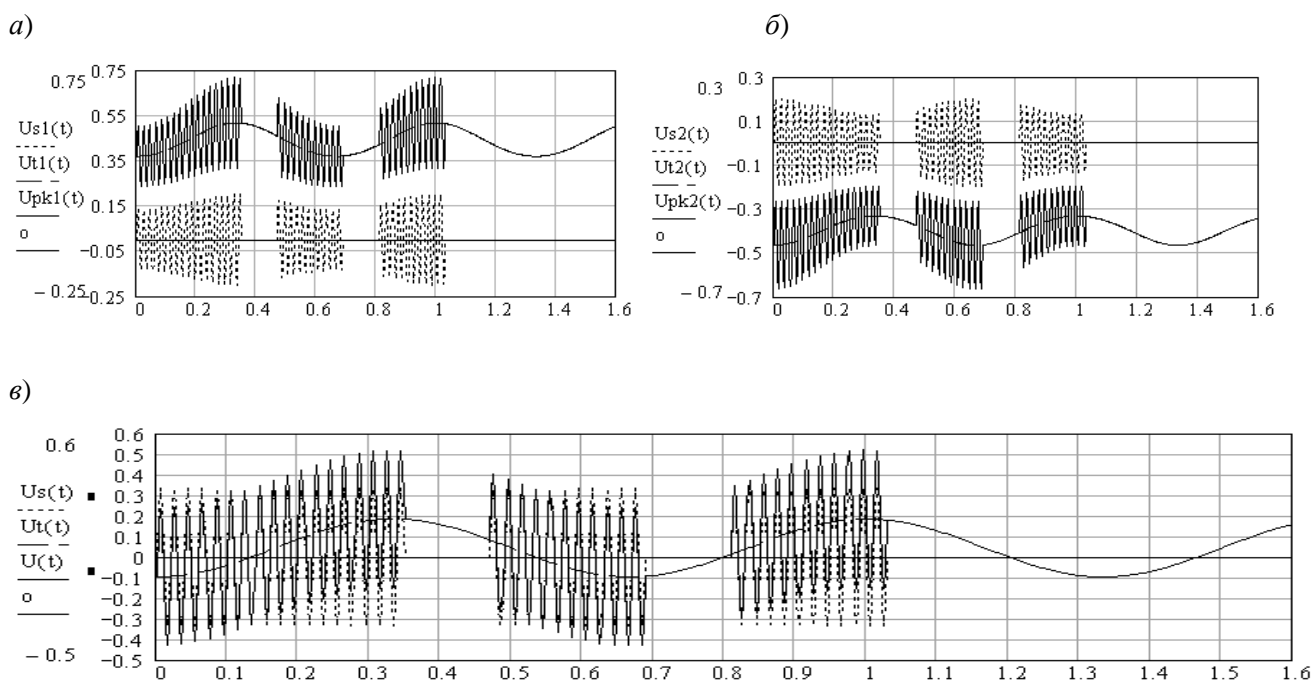 а)
0.75
0.75
0.55
0.35
0.15
−0.05
−0.25
− 0.25
Us1(t)
Ut1(t)
Upk1(t)
o
0 0.2 0.4 0.6 0.8 1 1.2 1.4 1.6
б)
0.3
0.3
0.1
−0.1
−0.3
−0.5
−0.7
− 0.7
Us2(t)
Ut2(t)
Upk2(t)
o
0 0.2 0.4 0.6 0.8 1 1.2 1.4 1.6
в)
0.6
0.6
0.5
0.4
0.3
0.2
0.1
0
−0.1
−0.2
−0.3
−0.4
−0.5
− 0.5
Us(t)
Ut(t)
U(t)
o
0 0.1 0.2 0.3 0.4 0.5 0.6 0.7 0.8 0.9 1 1.1 1.2 1.3 1.4 1.5 1.6